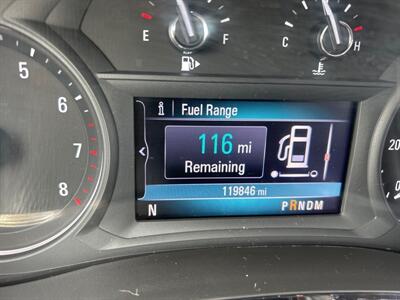 E F
C H
5
6
7
8
i Fuel Range
116 mi
Remaining
119846 mi
N PRNDM